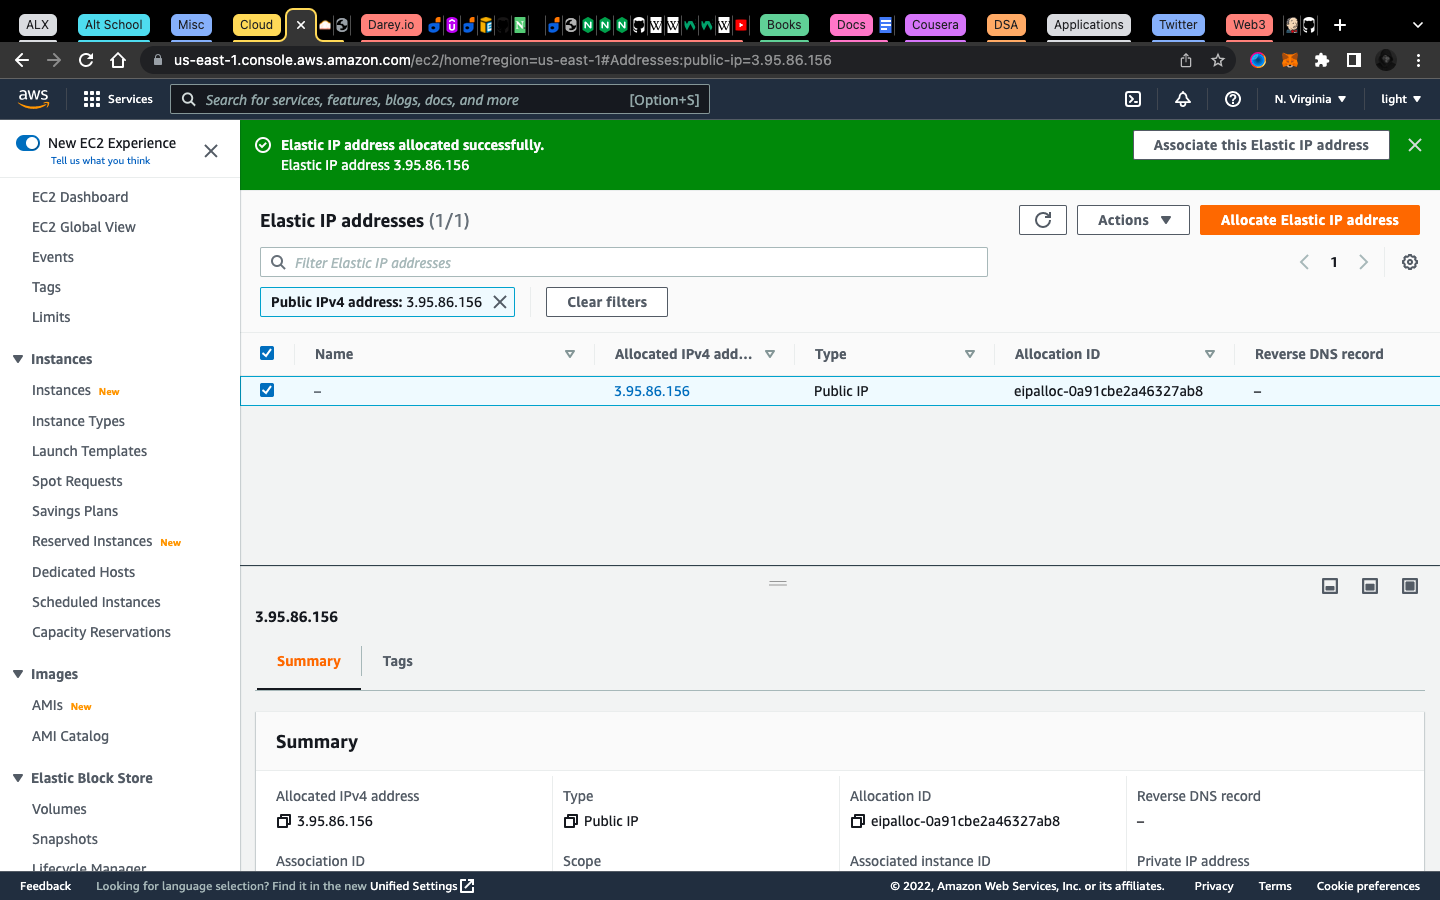 ALX
Alt School
Misc
Cloud
Darey.io
Books
Docs
Cousera
DSA
Applications
Twitter
Web3
us-east-1.console.aws.amazon.com/ec2/home?region=us-east-1#Addresses:public-ip=3.95.86.156
aws
Services
Search for services, features, blogs, docs, and more
[Option+S]
N. Virginia
light
New EC2 Experience
Tell us what you think
EC2 Dashboard
EC2 Global View
Events
Tags
Limits
Instances
Instances New
Instance Types
Launch Templates
Spot Requests
Savings Plans
Reserved Instances New
Dedicated Hosts
Scheduled Instances
Capacity Reservations
Images
AMIs New
AMI Catalog
Elastic Block Store
Volumes
Snapshots
Lifecycle Manager
Elastic IP address allocated successfully.
Elastic IP address 3.95.86.156
Associate this Elastic IP address
Elastic IP addresses (1/1)
Actions
Allocate Elastic IP address
Filter Elastic IP addresses
1
Public IPv4 address: 3.95.86.156
Clear filters
Name
Allocated IPv4 add...
Type
Allocation ID
Reverse DNS record
–
3.95.86.156
Public IP
eipalloc-0a91cbe2a46327ab8
–
3.95.86.156
Summary
Tags
Summary
Allocated IPv4 address
3.95.86.156
Type
Public IP
Allocation ID
eipalloc-0a91cbe2a46327ab8
Reverse DNS record
–
Association ID
Scope
Associated instance ID
Private IP address
Feedback
Looking for language selection? Find it in the new Unified Settings
© 2022, Amazon Web Services, Inc. or its affiliates.
Privacy
Terms
Cookie preferences